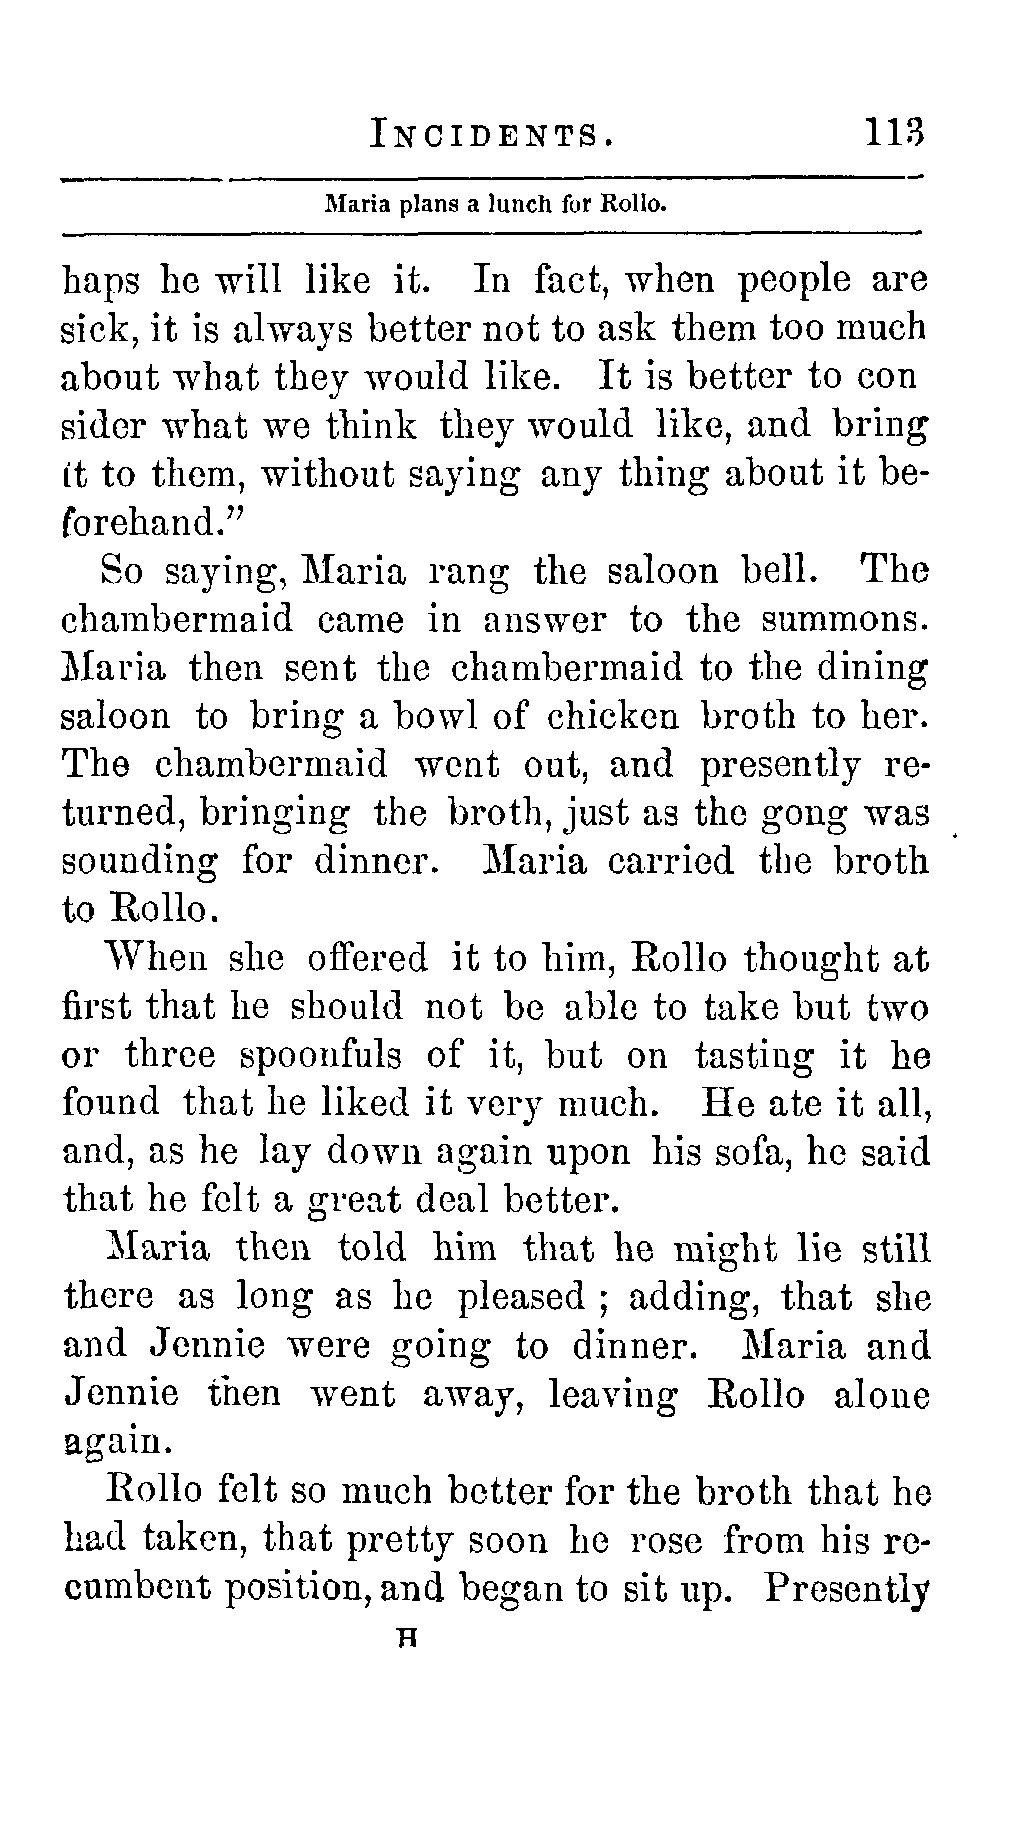 INCIDENTS. 113
Maria plans a lunch for Rollo.
haps he will like it. In fact, when people are
sick, it is always better not to ask them too much
about what they would like. It is better to con
sider what we think they would like, and bring
it to them, without saying any thing about it be-
forehand.”
So saying, Maria rang the saloon bell. The
chambermaid came in answer to the summons.
Maria then sent the chambermaid to the dining
saloon to bring a bowl of chicken broth to her.
The chambermaid went out, and presently re-
turned, bringing the broth, just as the gong was
sounding for dinner. Maria carried the broth
to Rollo.
When she offered it to him, Rollo thought at
first that he should not be able to take but two
or three spoonfuls of it, but on tasting it he
found that he liked it very much. He ate it all,
and, as he lay down again upon his sofa, he said
that he felt a great deal better.
Maria then told him that he might lie still
there as long as he pleased ; adding, that she
and Jennie were going to dinner. Maria and
Jennie then went away, leaving Rollo alone
again.
Rollo felt so much better for the broth that he
had taken, that pretty soon he rose from his re-
cumbent position, and began to sit up. Presently
H